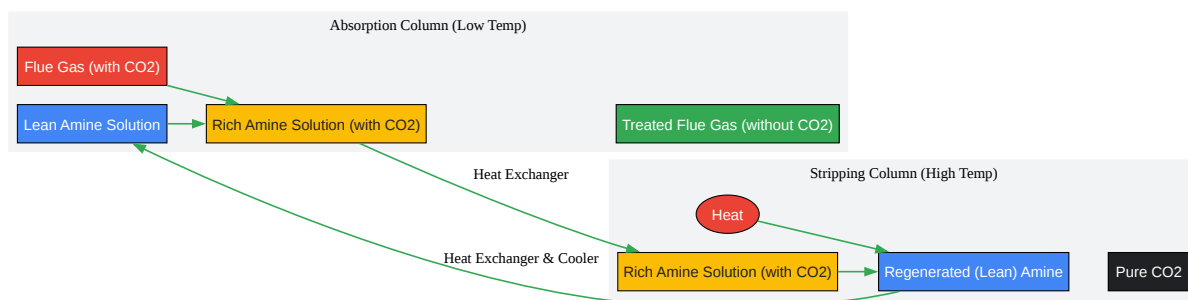 Absorption Column (Low Temp)
Flue Gas (with CO2)
Lean Amine Solution
Rich Amine Solution (with CO2)
Treated Flue Gas (without CO2)
Heat Exchanger
Stripping Column (High Temp)
Heat
Heat Exchanger & Cooler
Rich Amine Solution (with CO2)
Regenerated (Lean) Amine
Pure CO2